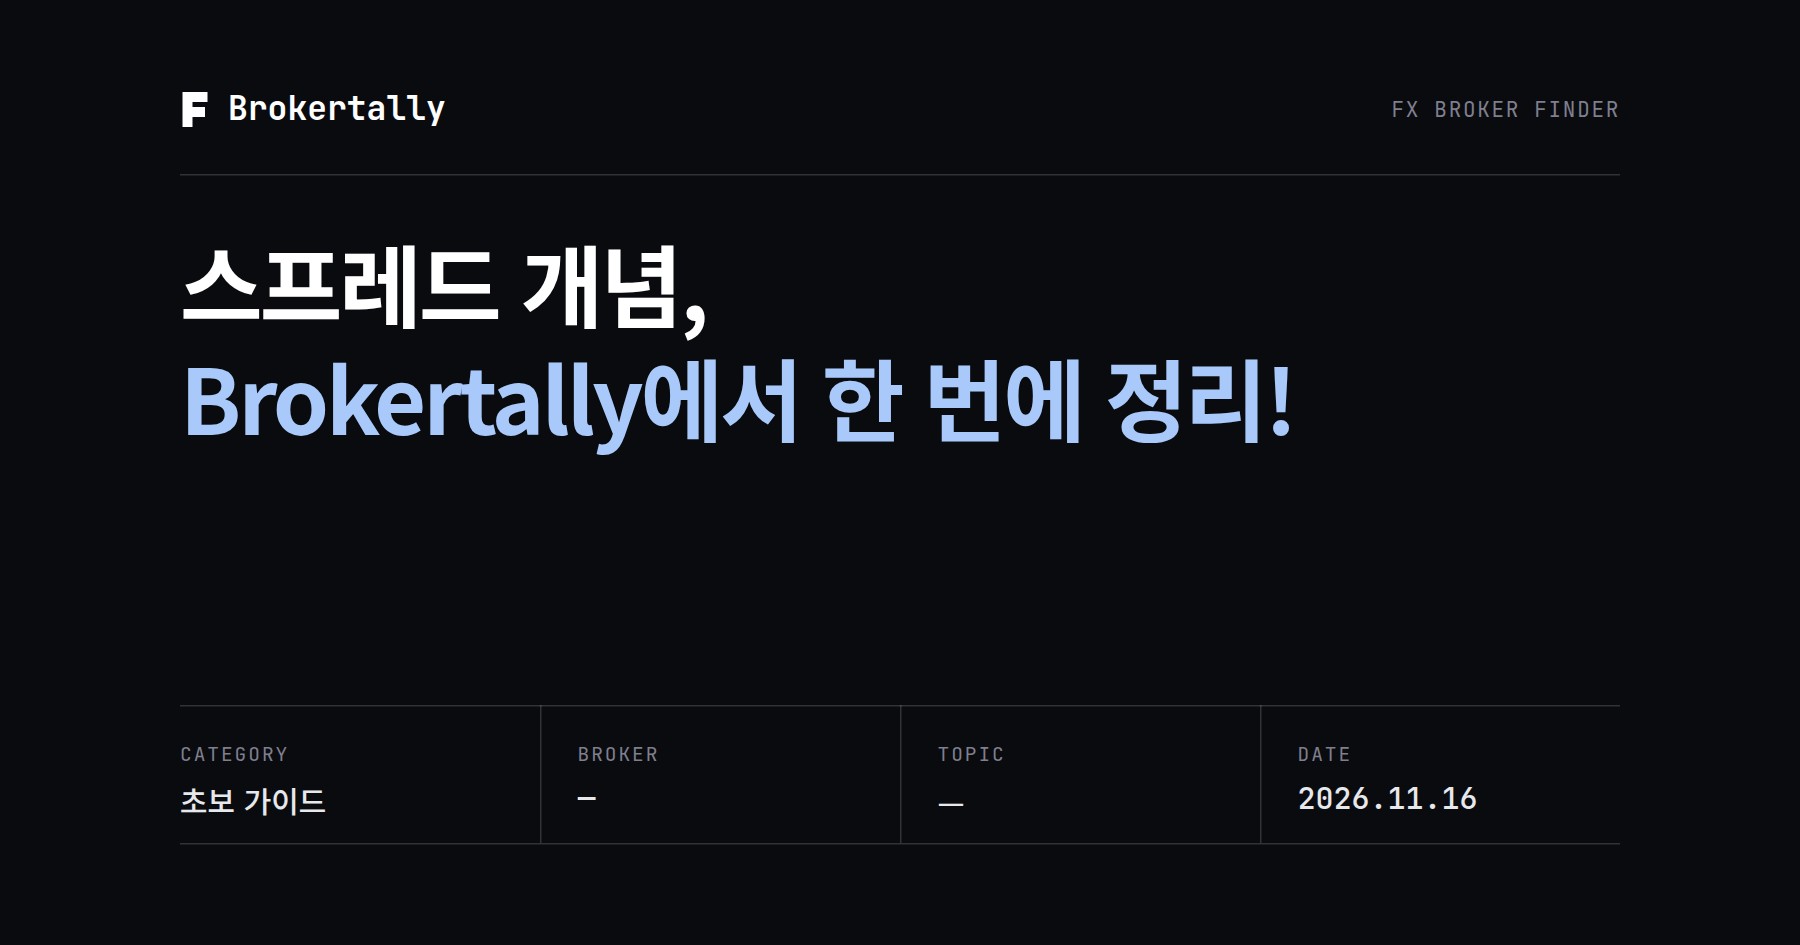 Brokertally
FX BROKER FINDER
스프레드 개념,
Brokertally에서 한 번에 정리!
CATEGORY
초보 가이드
BROKER
—
TOPIC
—
DATE
2026.11.16